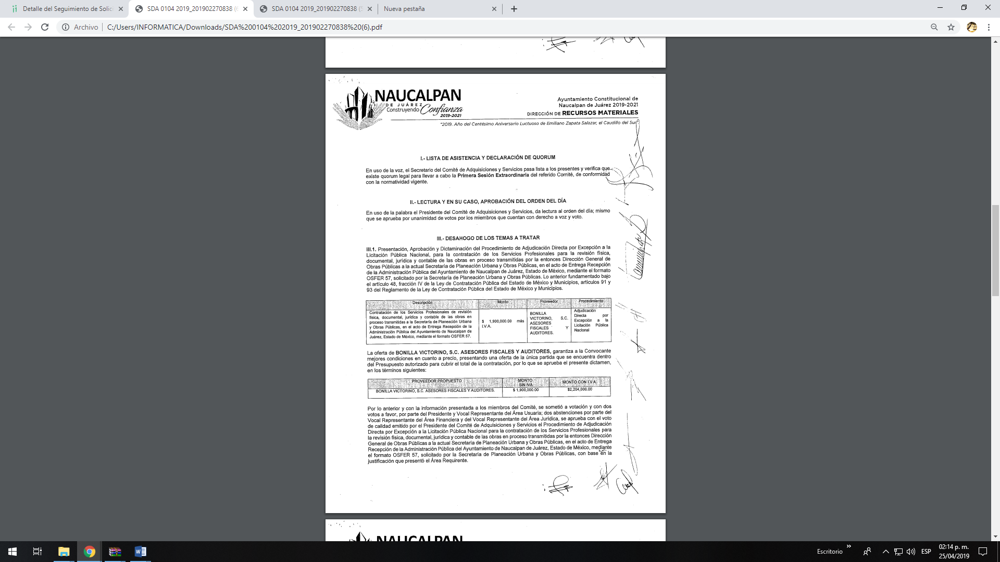 Detalle del Seguimiento de Solici
SDA 0104 2019_201902270838 (6
SDA 0104 2019_201902270838 (5
Nueva pestaña
Archivo
C:/Users/INFORMATICA/Downloads/SDA%200104%202019_201902270838%20(6).pdf
NAUCALPAN
DE JUÁREZ
Construyendo Confianza
2019-2021
Ayuntamiento Constitucional de
Naucalpan de Juárez 2019-2021
DIRECCIÓN DE RECURSOS MATERIALES
"2019. Año del Centésimo Aniversario Luctuoso de Emiliano Zapata Salazar, el Caudillo del Sur"
I.- LISTA DE ASISTENCIA Y DECLARACIÓN DE QUORUM
En uso de la voz, el Secretario del Comité de Adquisiciones y Servicios pasa lista a los presentes y verifica que
existe quorum legal para llevar a cabo la Primera Sesión Extraordinaria del referido Comité, de conformidad
con la normatividad vigente.
II.- LECTURA Y EN SU CASO, APROBACIÓN DEL ORDEN DEL DÍA
En uso de la palabra el Presidente del Comité de Adquisiciones y Servicios, da lectura al orden del día; mismo
que se aprueba por unanimidad de votos por los miembros que cuentan con derecho a voz y voto.
III.- DESAHOGO DE LOS TEMAS A TRATAR
III.1. Presentación, Aprobación y Dictaminación del Procedimiento de Adjudicación Directa por Excepción a la
Licitación Pública Nacional, para la contratación de los Servicios Profesionales para la revisión física,
documental, jurídica y contable de las obras en proceso transmitidas por la entonces Dirección General de
Obras Públicas a la actual Secretaría de Planeación Urbana y Obras Públicas, en el acto de Entrega Recepción
de la Administración Pública del Ayuntamiento de Naucalpan de Juárez, Estado de México, mediante el formato
OSFER 57, solicitado por la Secretaría de Planeación Urbana y Obras Públicas. Lo anterior fundamentado bajo
el artículo 48, fracción IV de la Ley de Contratación Pública del Estado de México y Municipios, artículos 91 y
93 del Reglamento de la Ley de Contratación Pública del Estado de México y Municipios.
Descripción Monto Proveedor Procedimiento
Contratación de los Servicios Profesionales de revisión
física, documental, jurídica y contable de las obras en
proceso transmitidas a la Secretaría de Planeación Urbana
y Obras Públicas, en el acto de Entrega Recepción de la
Administración Pública del Ayuntamiento de Naucalpan de
Juárez, Estado de México, mediante el formato OSFER 57.
$ 1,900,000.00 más
I.V.A.
BONILLA
VICTORINO, S.C.
ASESORES
FISCALES Y
AUDITORES.
Adjudicación
Directa por
Excepción a la
Licitación Pública
Nacional
La oferta de BONILLA VICTORINO, S.C. ASESORES FISCALES Y AUDITORES, garantiza a la Convocante
mejores condiciones en cuanto a precio, presentando una oferta de la única partida que se encuentra dentro
del Presupuesto autorizado para cubrir el total de la contratación, por lo que se aprueba el presente dictamen,
en los términos siguientes:
PROVEEDOR PROPUESTO MONTO SIN IVA MONTO CON I.V.A.
BONILLA VICTORINO, S.C. ASESORES FISCALES Y AUDITORES. $ 1,900,000.00 $2,204,000.00
Por lo anterior y con la información presentada a los miembros del Comité, se sometió a votación y con dos
votos a favor, por parte del Presidente y Vocal Representante del Área Usuaria; dos abstenciones por parte del
Vocal Representante del Área Financiera y del Vocal Representante del Área Jurídica, se aprueba con el voto
de calidad emitido por el Presidente del Comité de Adquisiciones y Servicios el Procedimiento de Adjudicación
Directa por Excepción a la Licitación Pública Nacional para la contratación de los Servicios Profesionales para
la revisión física, documental, jurídica y contable de las obras en proceso transmitidas por la entonces Dirección
General de Obras Públicas a la actual Secretaría de Planeación Urbana y Obras Públicas, en el acto de Entrega
Recepción de la Administración Pública del Ayuntamiento de Naucalpan de Juárez, Estado de México, mediante
el formato OSFER 57, solicitado por la Secretaría de Planeación Urbana y Obras Públicas, con base en la
justificación que presentó el Área Requirente.
NAUCALPAN
Escritorio
ESP
02:14 p. m.
25/04/2019